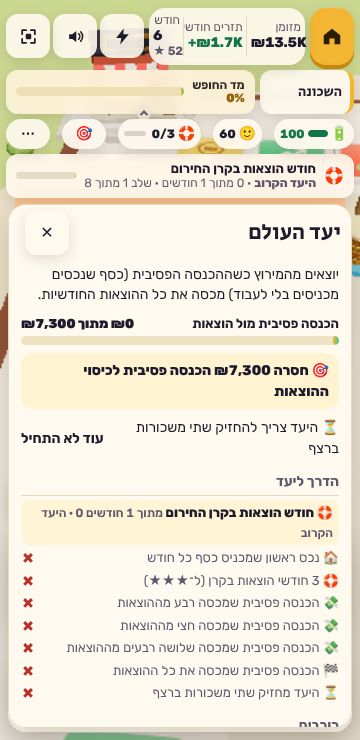 מזומן
₪13.5K
תזרים חודשי
+₪1.7K
חודש
6
★ 52
השכונה
מד החופש
0%
100
60
0/3
...
חודש הוצאות בקרן החירום
היעד הקרוב · 0 מתוך 1 חודשים · שלב 1 מתוך 8
יעד העולם
יוצאים מהמירוץ כשההכנסה הפסיבית (כסף שנכסים
מכניסים בלי לעבוד) מכסה את כל ההוצאות החודשיות.
הכנסה פסיבית מול הוצאות
₪0 מתוך ₪7,300
חסרה ₪7,300 הכנסה פסיבית לכיסוי
ההוצאות
היעד צריך להחזיק שתי משכורות
ברצף
עוד לא התחיל
הדרך ליעד
חודש הוצאות בקרן החירום 0 מתוך 1 חודשים · היעד
הקרוב
נכס ראשון שמכניס כסף כל חודש
3 חודשי הוצאות בקרן (ל־★★★)
הכנסה פסיבית שמכסה רבע מההוצאות
הכנסה פסיבית שמכסה חצי מההוצאות
הכנסה פסיבית שמכסה שלושה רבעים מההוצאות
הכנסה פסיבית שמכסה את כל ההוצאות
היעד מחזיק שתי משכורות ברצף
כוכבים